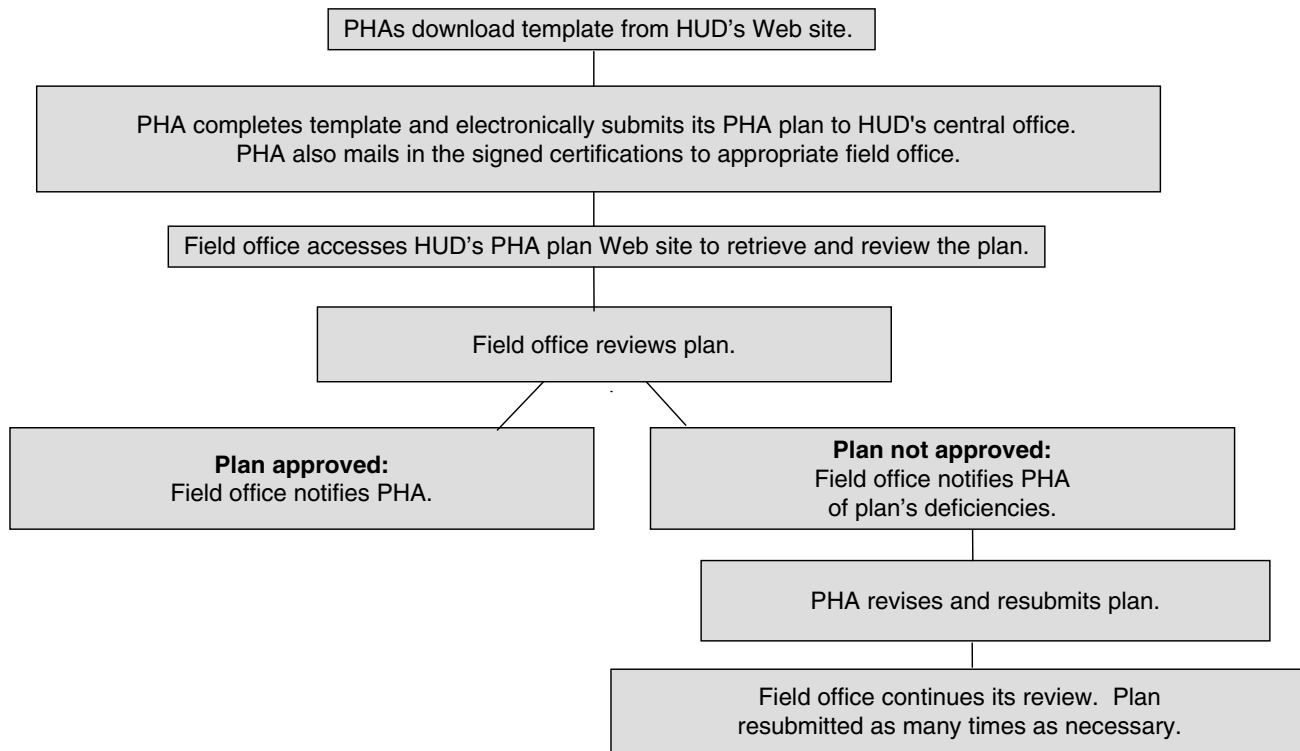 PHAs download template from HUD’s Web site.
PHA completes template and electronically submits its PHA plan to HUD's central office.
PHA also mails in the signed certifications to appropriate field office.
Field office accesses HUD’s PHA plan Web site to retrieve and review the plan.
Field office reviews plan.
Plan approved:
Field office notifies PHA.
Plan not approved:
Field office notifies PHA
of plan’s deficiencies.
PHA revises and resubmits plan.
Field office continues its review.  Plan
resubmitted as many times as necessary.